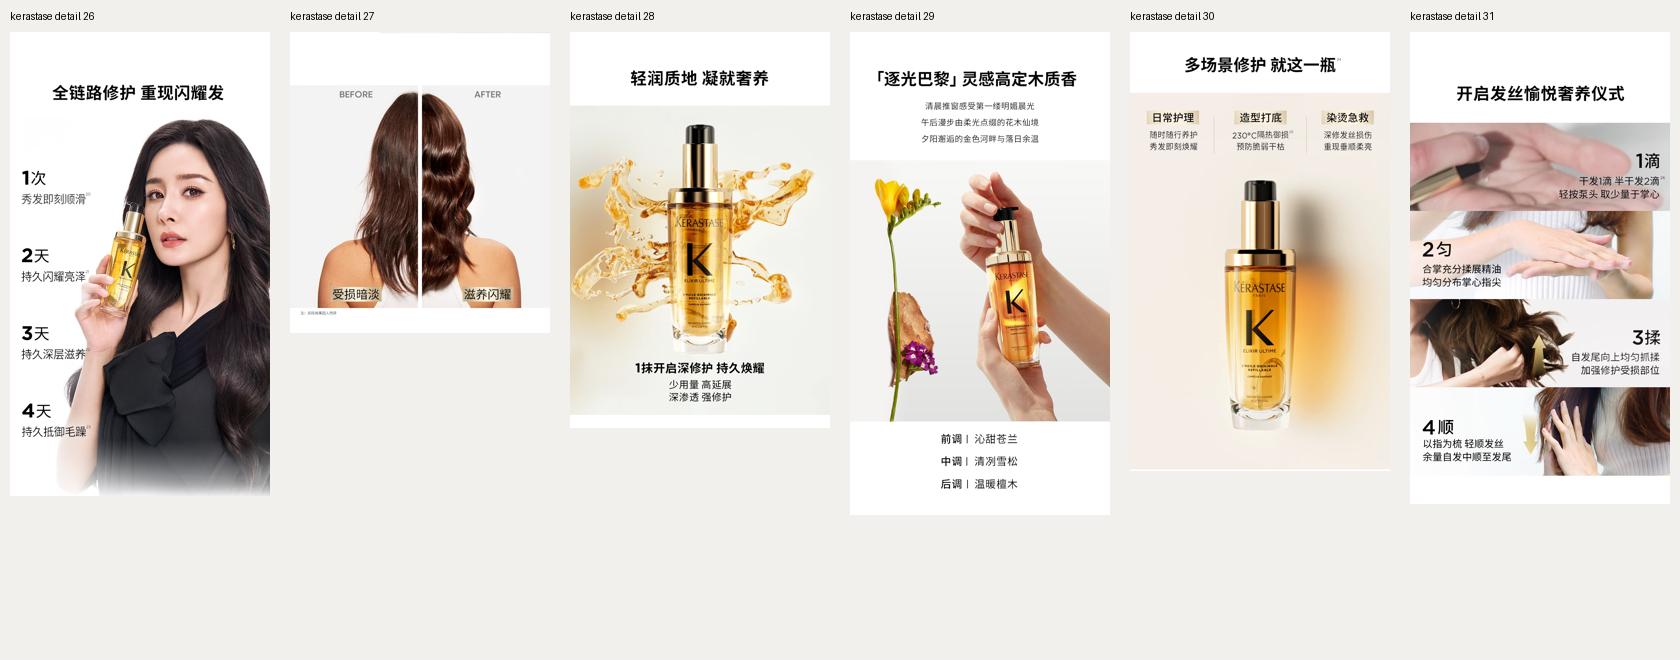 kerastase detail 26
全链路修护 重现闪耀发
1次
秀发即刻顺滑
2天
持久闪耀亮泽
3天
持久深层滋养
4天
持久抵御毛躁
K
kerastase detail 27
BEFORE
AFTER
受损暗淡
滋养闪耀
kerastase detail 28
轻润质地 凝就奢养
KERASTASE
K
ELIXIR ULTIME
1抹开启深修护 持久焕耀
少用量 高延展
深渗透 强修护
kerastase detail 29
「逐光巴黎」灵感高定木质香
清晨推窗感受第一缕明媚晨光
午后漫步由柔光点缀的花木仙境
夕阳邂逅的金色河畔与落日余温
KERASTASE
K
前调 | 沁甜苍兰
中调 | 清冽雪松
后调 | 温暖檀木
kerastase detail 30
多场景修护 就这一瓶
日常护理
随时随行养护
秀发即刻焕耀
造型打底
230°C隔热御损
预防脆弱干枯
染烫急救
深修发丝损伤
重现垂顺柔亮
KÉRASTASE
PARIS
K
ELIXIR ULTIME
kerastase detail 31
开启发丝愉悦奢养仪式
1滴
干发1滴 半干发2滴
轻按泵头 取少量于掌心
2匀
合掌充分揉展精油
均匀分布掌心指尖
3揉
自发尾向上均匀抓揉
加强修护受损部位
4顺
以指为梳 轻顺发丝
余量自发中顺至发尾